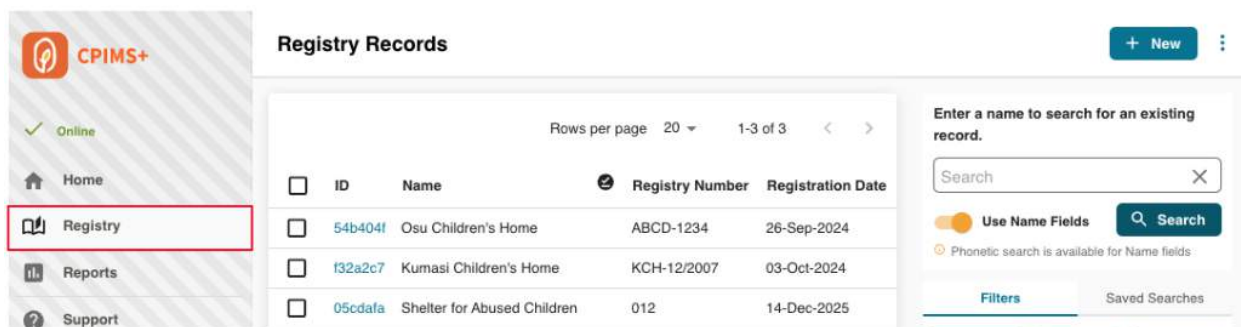 CPIMS+
Online
Home
Registry
Reports
Support
Registry Records
+ New
Rows per page 20 1-3 of 3
ID Name Registry Number Registration Date
54b404f Osu Children's Home ABCD-1234 26-Sep-2024
f32a2c7 Kumasi Children's Home KCH-12/2007 03-Oct-2024
05cdafa Shelter for Abused Children 012 14-Dec-2025
Enter a name to search for an existing
record.
Search
Use Name Fields Search
Phonetic search is available for Name fields
Filters Saved Searches